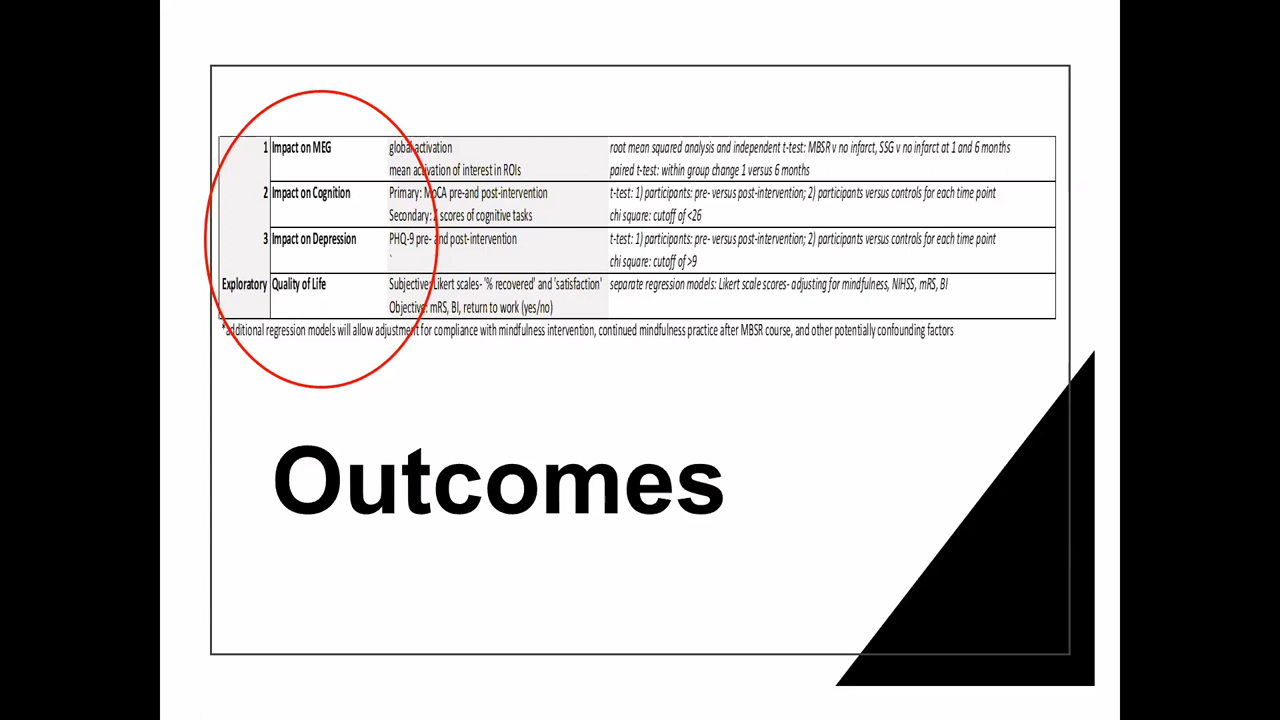 1 Impact on MEG global activation root mean squared analysis and independent t-test: MBSR v no infarct, SSG v no infarct at 1 and 6 months
mean activation of interest in ROIs paired t-test: within group change 1 versus 6 months
2 Impact on Cognition Primary: MoCA pre-and post-intervention t-test: 1) participants: pre- versus post-intervention; 2) participants versus controls for each time point
Secondary: scores of cognitive tasks chi square: cutoff of <26
3 Impact on Depression PHQ-9 pre- and post-intervention t-test: 1) participants: pre- versus post-intervention; 2) participants versus controls for each time point
` chi square: cutoff of >9
Exploratory Quality of Life Subjective: Likert scales- '% recovered' and 'satisfaction' separate regression models: Likert scale scores- adjusting for mindfulness, NIHSS, mRS, BI
Objective: mRS, BI, return to work (yes/no)
*additional regression models will allow adjustment for compliance with mindfulness intervention, continued mindfulness practice after MBSR course, and other potentially confounding factors
Outcomes